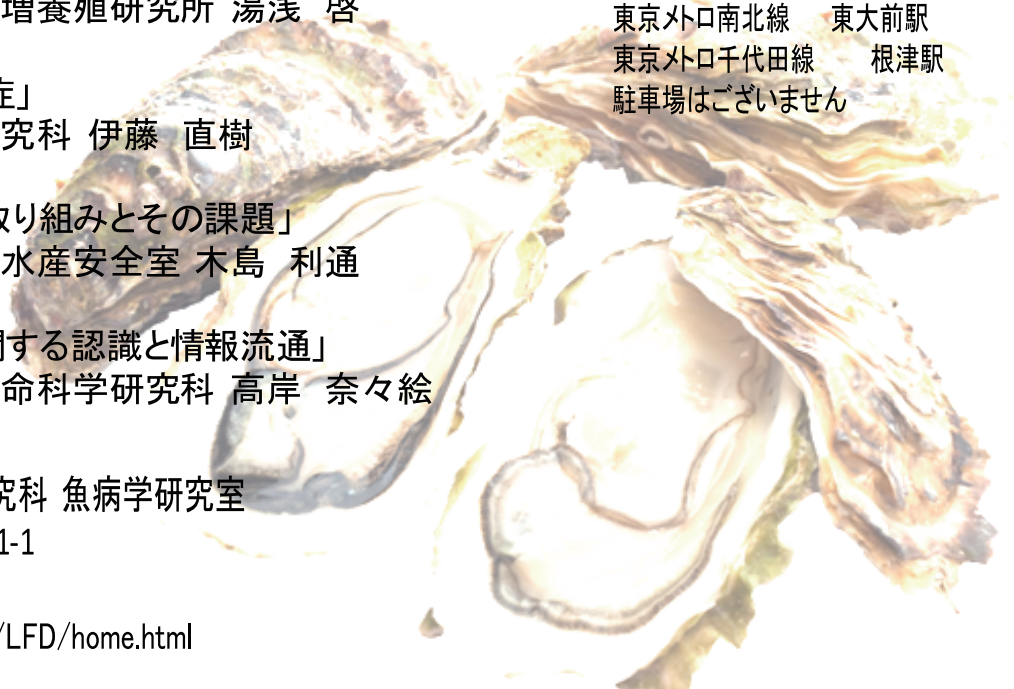 増養殖研究所 湯浅 啓
症」
究科 伊藤 直樹
取り組みとその課題」
水産安全室 木島 利通
関する認識と情報流通」
命科学研究科 高岸 奈々絵
究科 魚病学研究室
1-1
/LFD/home.html
東京メトロ南北線 東大前駅
東京メトロ千代田線 根津駅
駐車場はございません